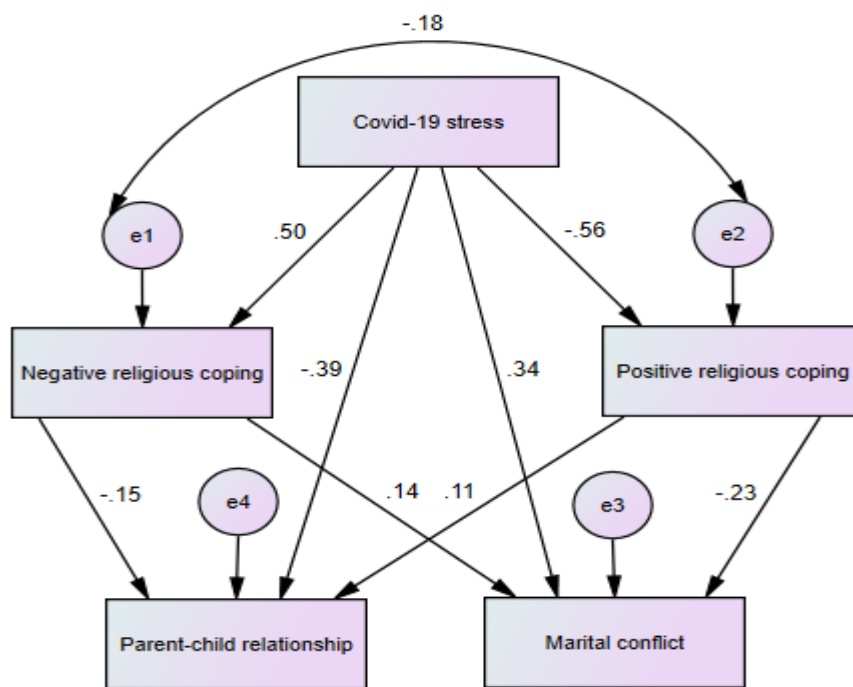 -.18
Covid-19 stress
e1
e2
.50
-.56
Negative religious coping
-.39
.34
Positive religious coping
-.15
e4
.14
.11
e3
-.23
Parent-child relationship
Marital conflict